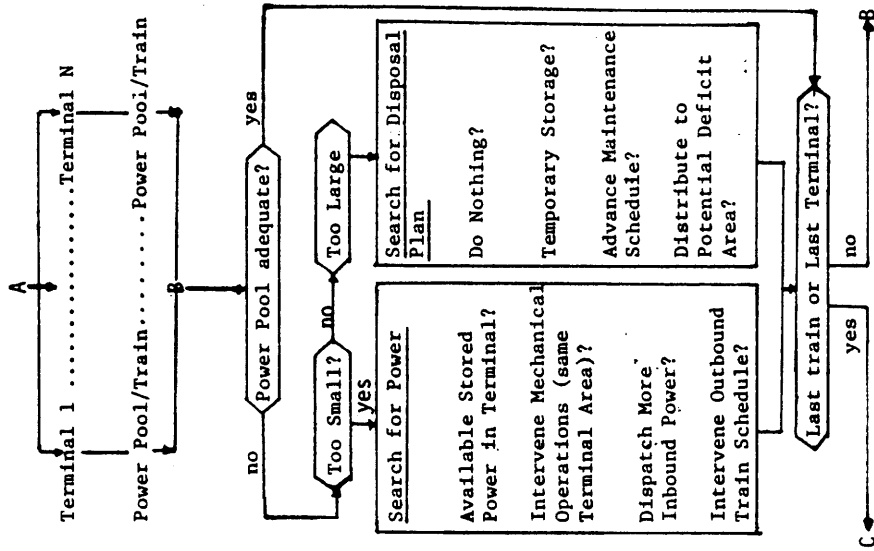 A
Terminal 1 ....................Terminal N
Power Pool/Train.........Power Pool/Train
B
Power Pool adequate?
yes
no
Too Small?
no
Too Large
yes
Search for Power
Available Stored
Power in Terminal?
Intervene Mechanical
Operations (same
Terminal Area)?
Dispatch More
Inbound Power?
Intervene Outbound
Train Schedule?
Search for Disposal
Plan
Do Nothing?
Temporary Storage?
Advance Maintenance
Schedule?
Distribute to
Potential Deficit
Area?
Last train or Last Terminal?
yes
no
C
B